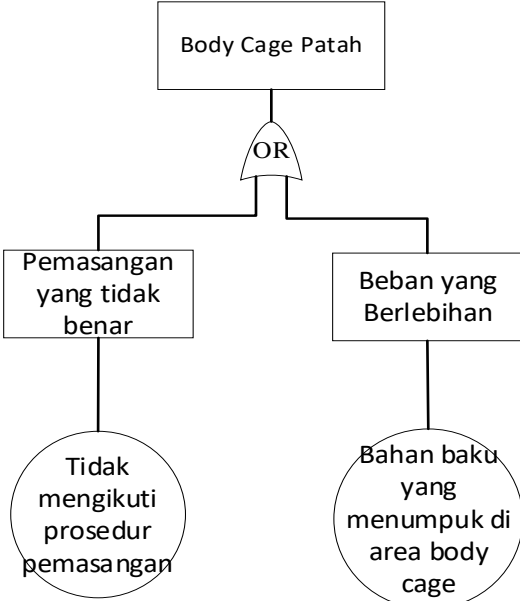 Body Cage Patah
OR
Pemasangan
yang tidak
benar
Beban yang
Berlebihan
Tidak
mengikuti
prosedur
pemasangan
Bahan baku
yang
menumpuk di
area body
cage